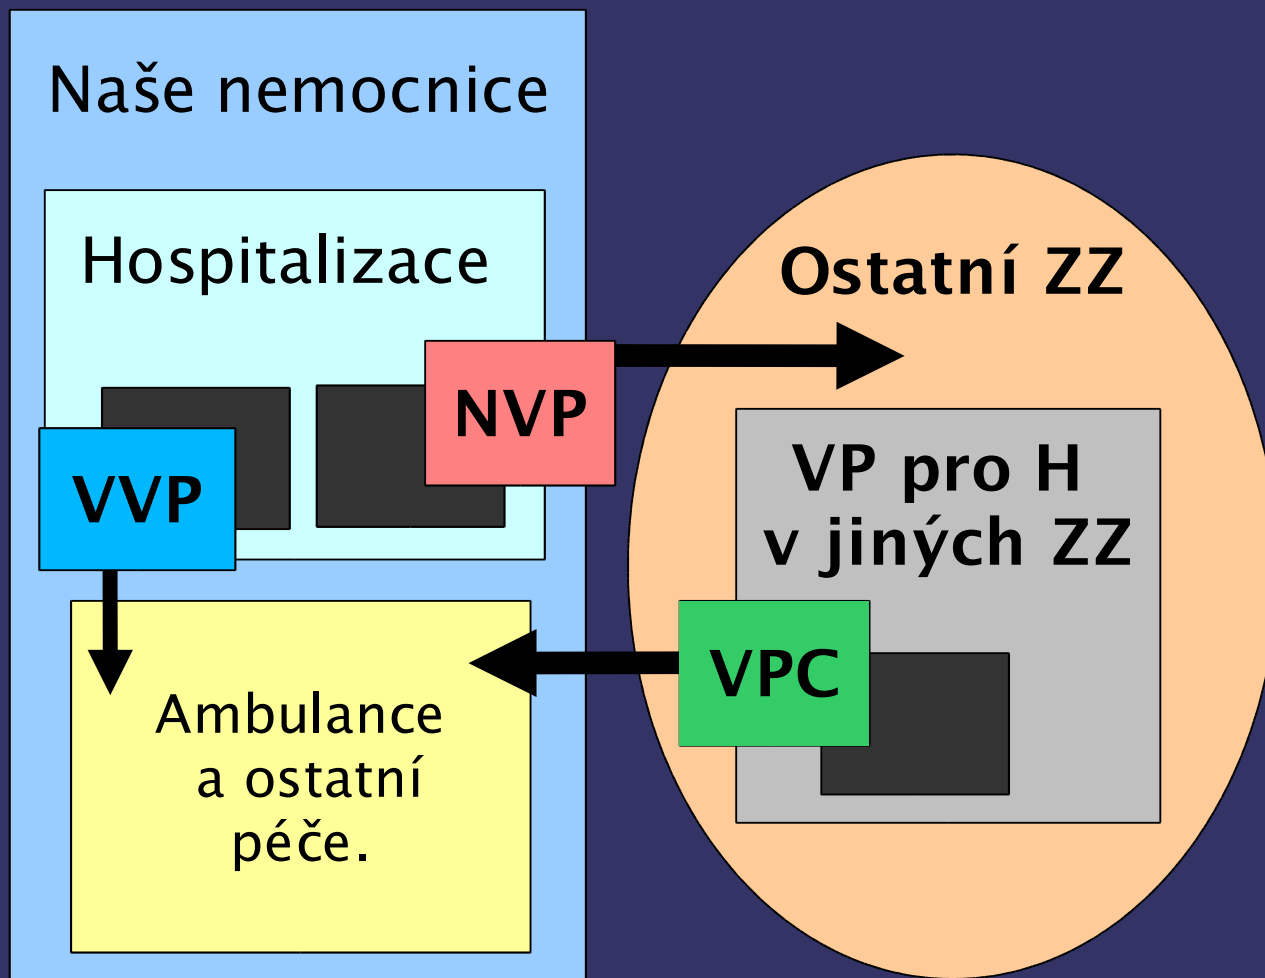 Naše nemocnice
Hospitalizace
NVP
VVP
Ambulance
a ostatní
péče.
Ostatní ZZ
VP pro H
v jiných ZZ
VPC